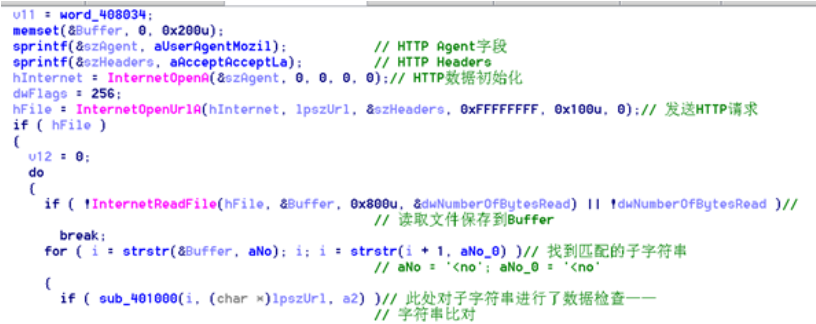 v11 = word_408034;
memset(&Buffer, 0, 0x200u);
sprintf(&szAgent, aUserAgentMozil); // HTTP Agent字段
sprintf(&szHeaders, aAcceptAcceptLa); // HTTP Headers
hInternet = InternetOpenA(&szAgent, 0, 0, 0, 0);// HTTP数据初始化
dwFlags = 256;
hFile = InternetOpenUrlA(hInternet, lpszUrl, &szHeaders, 0xFFFFFFFF, 0x100u, 0);// 发送HTTP请求
if ( hFile )
{
v12 = 0;
do
{
if ( !InternetReadFile(hFile, &Buffer, 0x800u, &dwNumberOfBytesRead) || !dwNumberOfBytesRead )//
// 读取文件保存到Buffer
break;
for ( i = strstr(&Buffer, aNo); i; i = strstr(i + 1, aNo_0) )// 找到匹配的子字符串
// aNo = '<no'; aNo_0 = '<no'
{
if ( sub_401000(i, (char *)lpszUrl, a2) )// 此处对子字符串进行了数据检查——
// 字符串比对